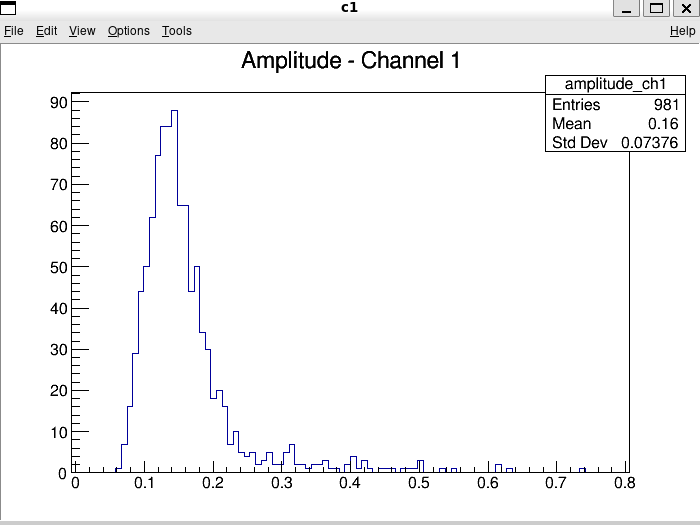 c1
File Edit View Options Tools Help
Amplitude - Channel 1
amplitude_ch1
Entries 981
Mean 0.16
Std Dev 0.07376
90
80
70
60
50
40
30
20
10
0
0 0.1 0.2 0.3 0.4 0.5 0.6 0.7 0.8